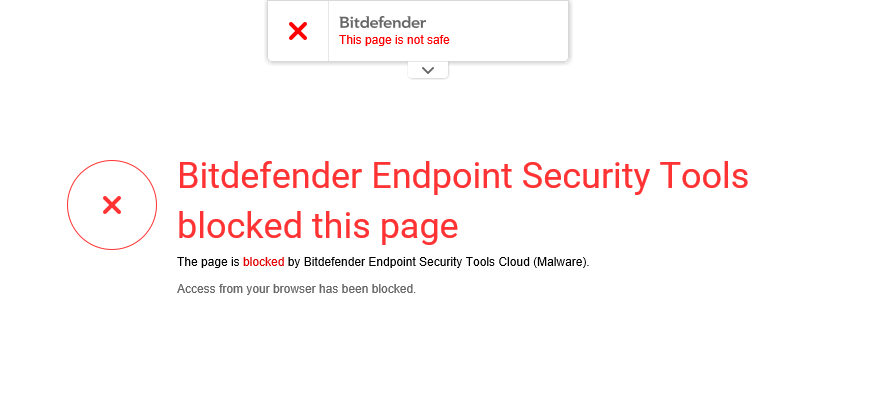 Bitdefender
This page is not safe
Bitdefender Endpoint Security Tools
blocked this page
The page is blocked by Bitdefender Endpoint Security Tools Cloud (Malware).
Access from your browser has been blocked.